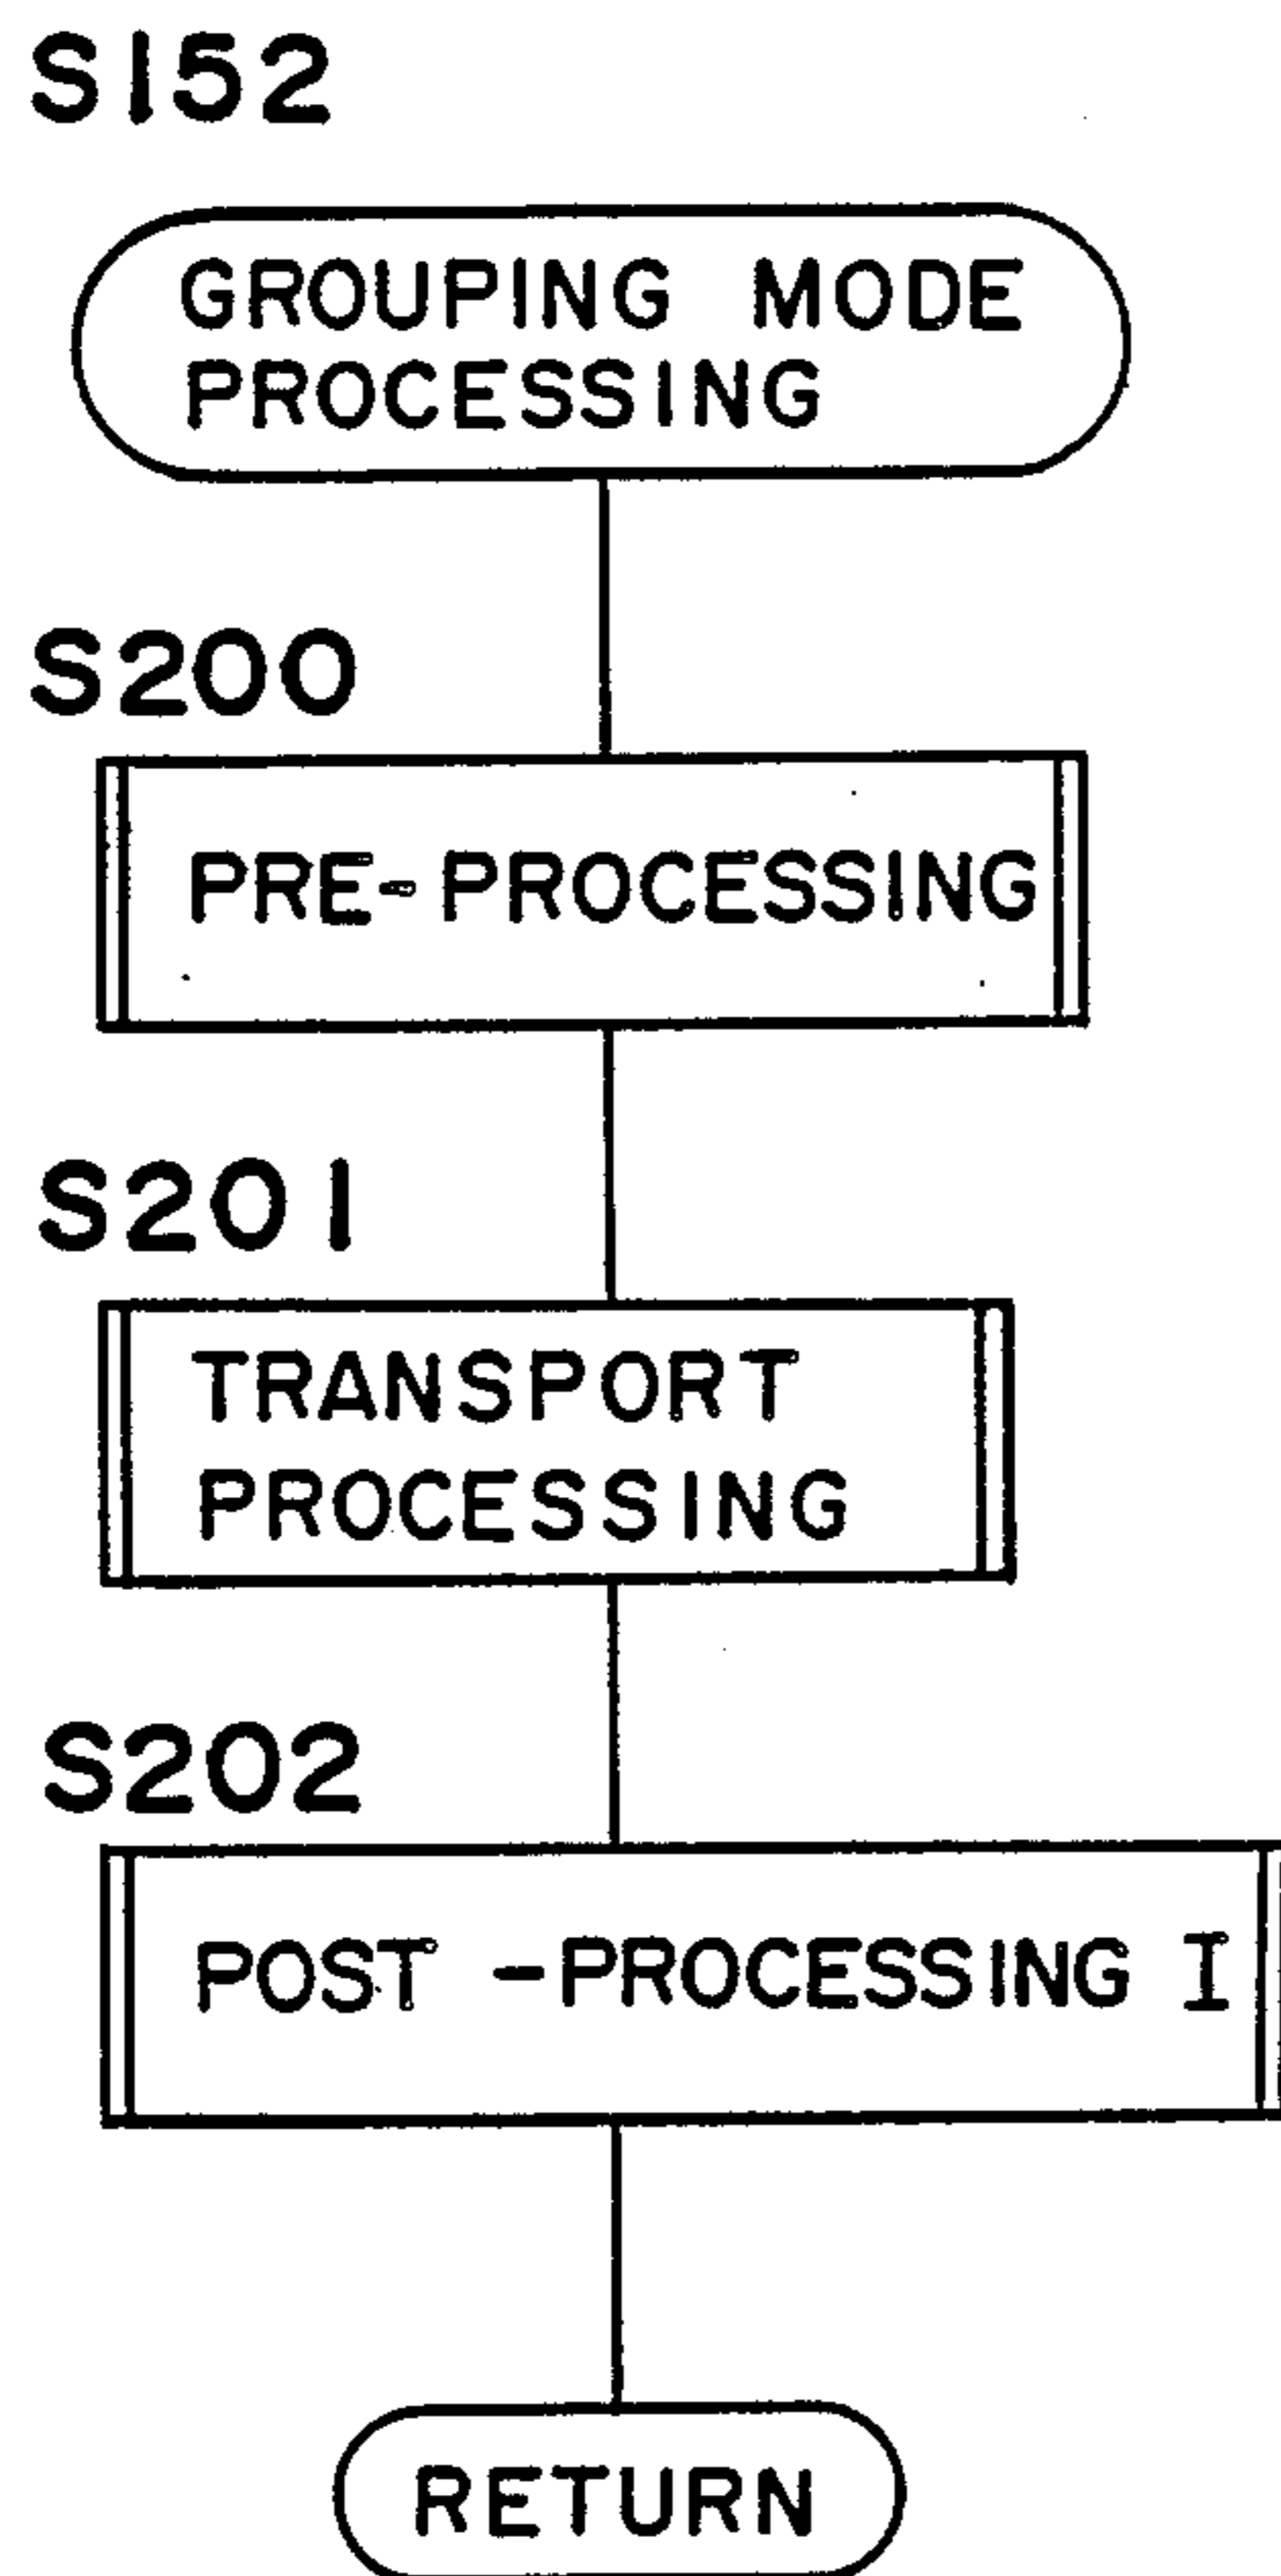 S152
GROUPING MODE
PROCESSING
S200
PRE-PROCESSING
S201
TRANSPORT
PROCESSING
S202
POST -PROCESSING I
RETURN